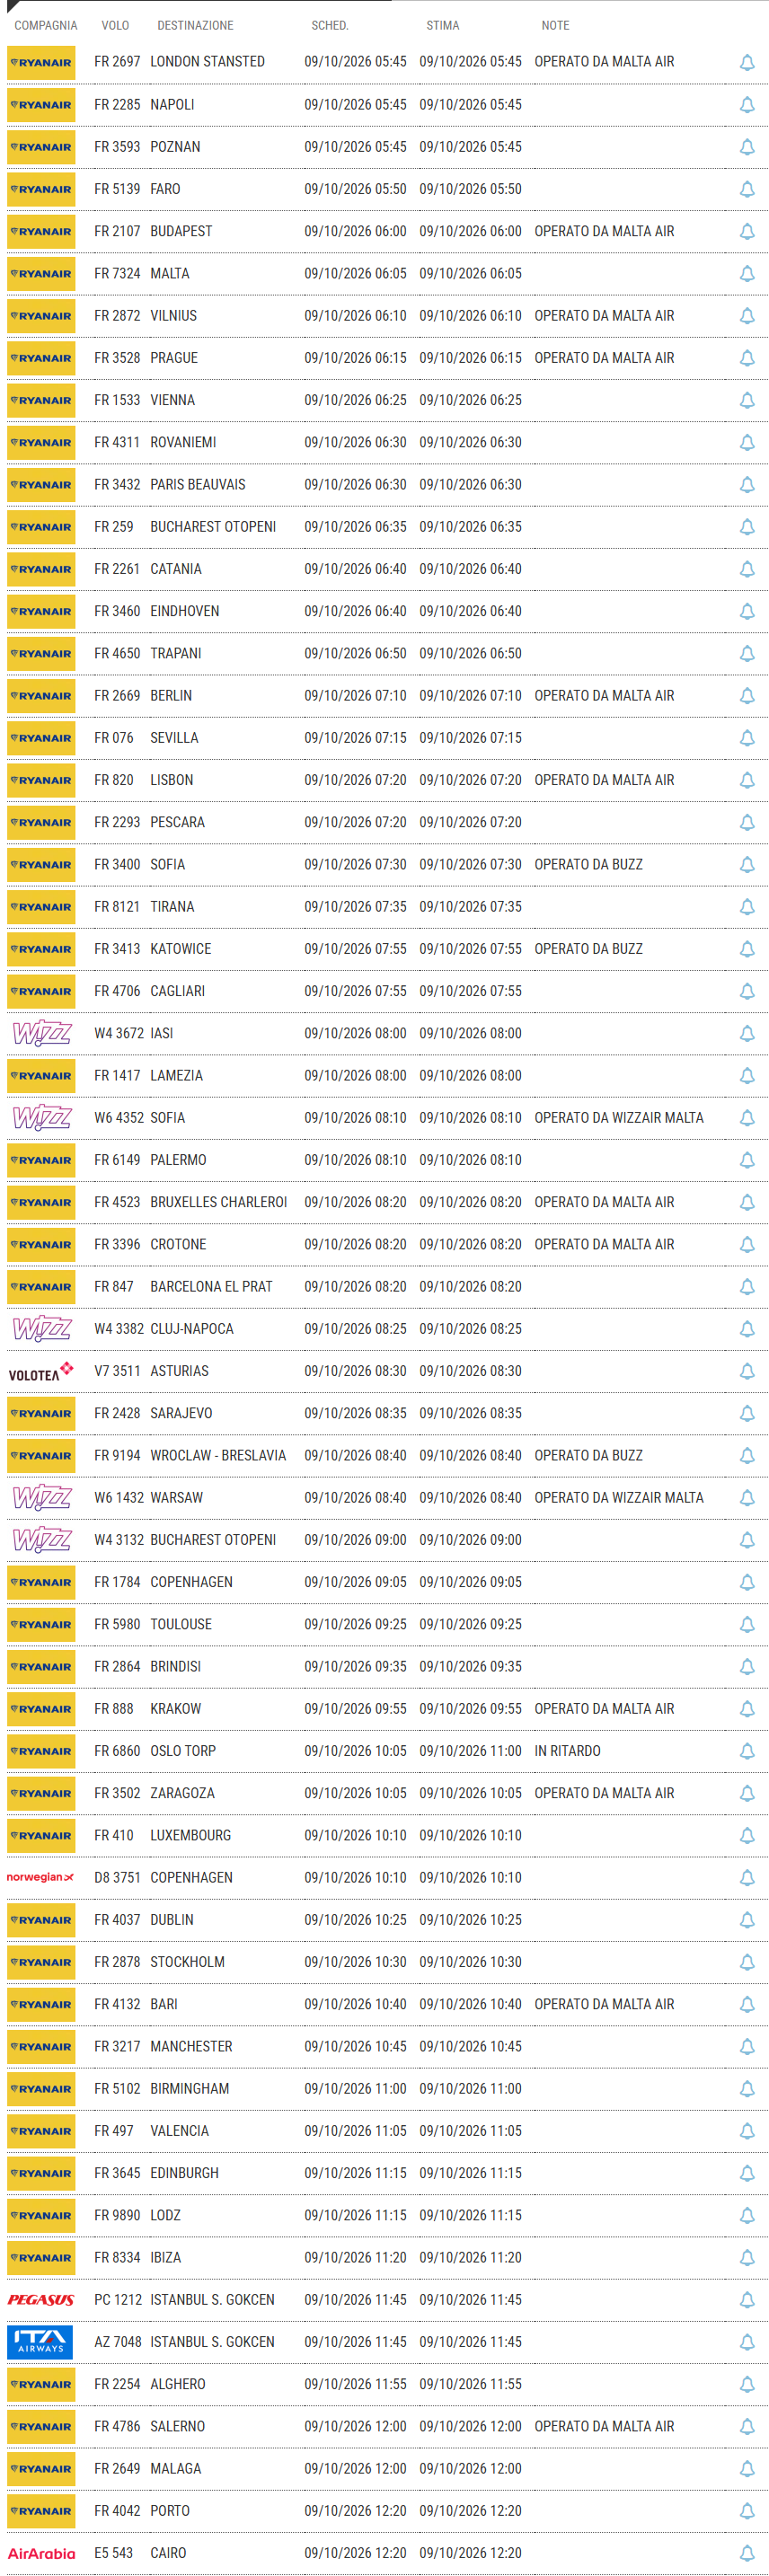 COMPAGNIA VOLO DESTINAZIONE SCHED. STIMA NOTE
RYANAIR FR 2697 LONDON STANSTED 09/10/2026 05:45 09/10/2026 05:45 OPERATO DA MALTA AIR
RYANAIR FR 2285 NAPOLI 09/10/2026 05:45 09/10/2026 05:45
RYANAIR FR 3593 POZNAN 09/10/2026 05:45 09/10/2026 05:45
RYANAIR FR 5139 FARO 09/10/2026 05:50 09/10/2026 05:50
RYANAIR FR 2107 BUDAPEST 09/10/2026 06:00 09/10/2026 06:00 OPERATO DA MALTA AIR
RYANAIR FR 7324 MALTA 09/10/2026 06:05 09/10/2026 06:05
RYANAIR FR 2872 VILNIUS 09/10/2026 06:10 09/10/2026 06:10 OPERATO DA MALTA AIR
RYANAIR FR 3528 PRAGUE 09/10/2026 06:15 09/10/2026 06:15 OPERATO DA MALTA AIR
RYANAIR FR 1533 VIENNA 09/10/2026 06:25 09/10/2026 06:25
RYANAIR FR 4311 ROVANIEMI 09/10/2026 06:30 09/10/2026 06:30
RYANAIR FR 3432 PARIS BEAUVAIS 09/10/2026 06:30 09/10/2026 06:30
RYANAIR FR 259 BUCHAREST OTOPENI 09/10/2026 06:35 09/10/2026 06:35
RYANAIR FR 2261 CATANIA 09/10/2026 06:40 09/10/2026 06:40
RYANAIR FR 3460 EINDHOVEN 09/10/2026 06:40 09/10/2026 06:40
RYANAIR FR 4650 TRAPANI 09/10/2026 06:50 09/10/2026 06:50
RYANAIR FR 2669 BERLIN 09/10/2026 07:10 09/10/2026 07:10 OPERATO DA MALTA AIR
RYANAIR FR 076 SEVILLA 09/10/2026 07:15 09/10/2026 07:15
RYANAIR FR 820 LISBON 09/10/2026 07:20 09/10/2026 07:20 OPERATO DA MALTA AIR
RYANAIR FR 2293 PESCARA 09/10/2026 07:20 09/10/2026 07:20
RYANAIR FR 3400 SOFIA 09/10/2026 07:30 09/10/2026 07:30 OPERATO DA BUZZ
RYANAIR FR 8121 TIRANA 09/10/2026 07:35 09/10/2026 07:35
RYANAIR FR 3413 KATOWICE 09/10/2026 07:55 09/10/2026 07:55 OPERATO DA BUZZ
RYANAIR FR 4706 CAGLIARI 09/10/2026 07:55 09/10/2026 07:55
WIZZ W4 3672 IASI 09/10/2026 08:00 09/10/2026 08:00
RYANAIR FR 1417 LAMEZIA 09/10/2026 08:00 09/10/2026 08:00
WIZZ W6 4352 SOFIA 09/10/2026 08:10 09/10/2026 08:10 OPERATO DA WIZZAIR MALTA
RYANAIR FR 6149 PALERMO 09/10/2026 08:10 09/10/2026 08:10
RYANAIR FR 4523 BRUXELLES CHARLEROI 09/10/2026 08:20 09/10/2026 08:20 OPERATO DA MALTA AIR
RYANAIR FR 3396 CROTONE 09/10/2026 08:20 09/10/2026 08:20 OPERATO DA MALTA AIR
RYANAIR FR 847 BARCELONA EL PRAT 09/10/2026 08:20 09/10/2026 08:20
WIZZ W4 3382 CLUJ-NAPOCA 09/10/2026 08:25 09/10/2026 08:25
VOLOTEA V7 3511 ASTURIAS 09/10/2026 08:30 09/10/2026 08:30
RYANAIR FR 2428 SARAJEVO 09/10/2026 08:35 09/10/2026 08:35
RYANAIR FR 9194 WROCLAW - BRESLAVIA 09/10/2026 08:40 09/10/2026 08:40 OPERATO DA BUZZ
WIZZ W6 1432 WARSAW 09/10/2026 08:40 09/10/2026 08:40 OPERATO DA WIZZAIR MALTA
WIZZ W4 3132 BUCHAREST OTOPENI 09/10/2026 09:00 09/10/2026 09:00
RYANAIR FR 1784 COPENHAGEN 09/10/2026 09:05 09/10/2026 09:05
RYANAIR FR 5980 TOULOUSE 09/10/2026 09:25 09/10/2026 09:25
RYANAIR FR 2864 BRINDISI 09/10/2026 09:35 09/10/2026 09:35
RYANAIR FR 888 KRAKOW 09/10/2026 09:55 09/10/2026 09:55 OPERATO DA MALTA AIR
RYANAIR FR 6860 OSLO TORP 09/10/2026 10:05 09/10/2026 11:00 IN RITARDO
RYANAIR FR 3502 ZARAGOZA 09/10/2026 10:05 09/10/2026 10:05 OPERATO DA MALTA AIR
RYANAIR FR 410 LUXEMBOURG 09/10/2026 10:10 09/10/2026 10:10
norwegian D8 3751 COPENHAGEN 09/10/2026 10:10 09/10/2026 10:10
RYANAIR FR 4037 DUBLIN 09/10/2026 10:25 09/10/2026 10:25
RYANAIR FR 2878 STOCKHOLM 09/10/2026 10:30 09/10/2026 10:30
RYANAIR FR 4132 BARI 09/10/2026 10:40 09/10/2026 10:40 OPERATO DA MALTA AIR
RYANAIR FR 3217 MANCHESTER 09/10/2026 10:45 09/10/2026 10:45
RYANAIR FR 5102 BIRMINGHAM 09/10/2026 11:00 09/10/2026 11:00
RYANAIR FR 497 VALENCIA 09/10/2026 11:05 09/10/2026 11:05
RYANAIR FR 3645 EDINBURGH 09/10/2026 11:15 09/10/2026 11:15
RYANAIR FR 9890 LODZ 09/10/2026 11:15 09/10/2026 11:15
RYANAIR FR 8334 IBIZA 09/10/2026 11:20 09/10/2026 11:20
PEGASUS PC 1212 ISTANBUL S. GOKCEN 09/10/2026 11:45 09/10/2026 11:45
ITA AIRWAYS AZ 7048 ISTANBUL S. GOKCEN 09/10/2026 11:45 09/10/2026 11:45
RYANAIR FR 2254 ALGHERO 09/10/2026 11:55 09/10/2026 11:55
RYANAIR FR 4786 SALERNO 09/10/2026 12:00 09/10/2026 12:00 OPERATO DA MALTA AIR
RYANAIR FR 2649 MALAGA 09/10/2026 12:00 09/10/2026 12:00
RYANAIR FR 4042 PORTO 09/10/2026 12:20 09/10/2026 12:20
AirArabia E5 543 CAIRO 09/10/2026 12:20 09/10/2026 12:20